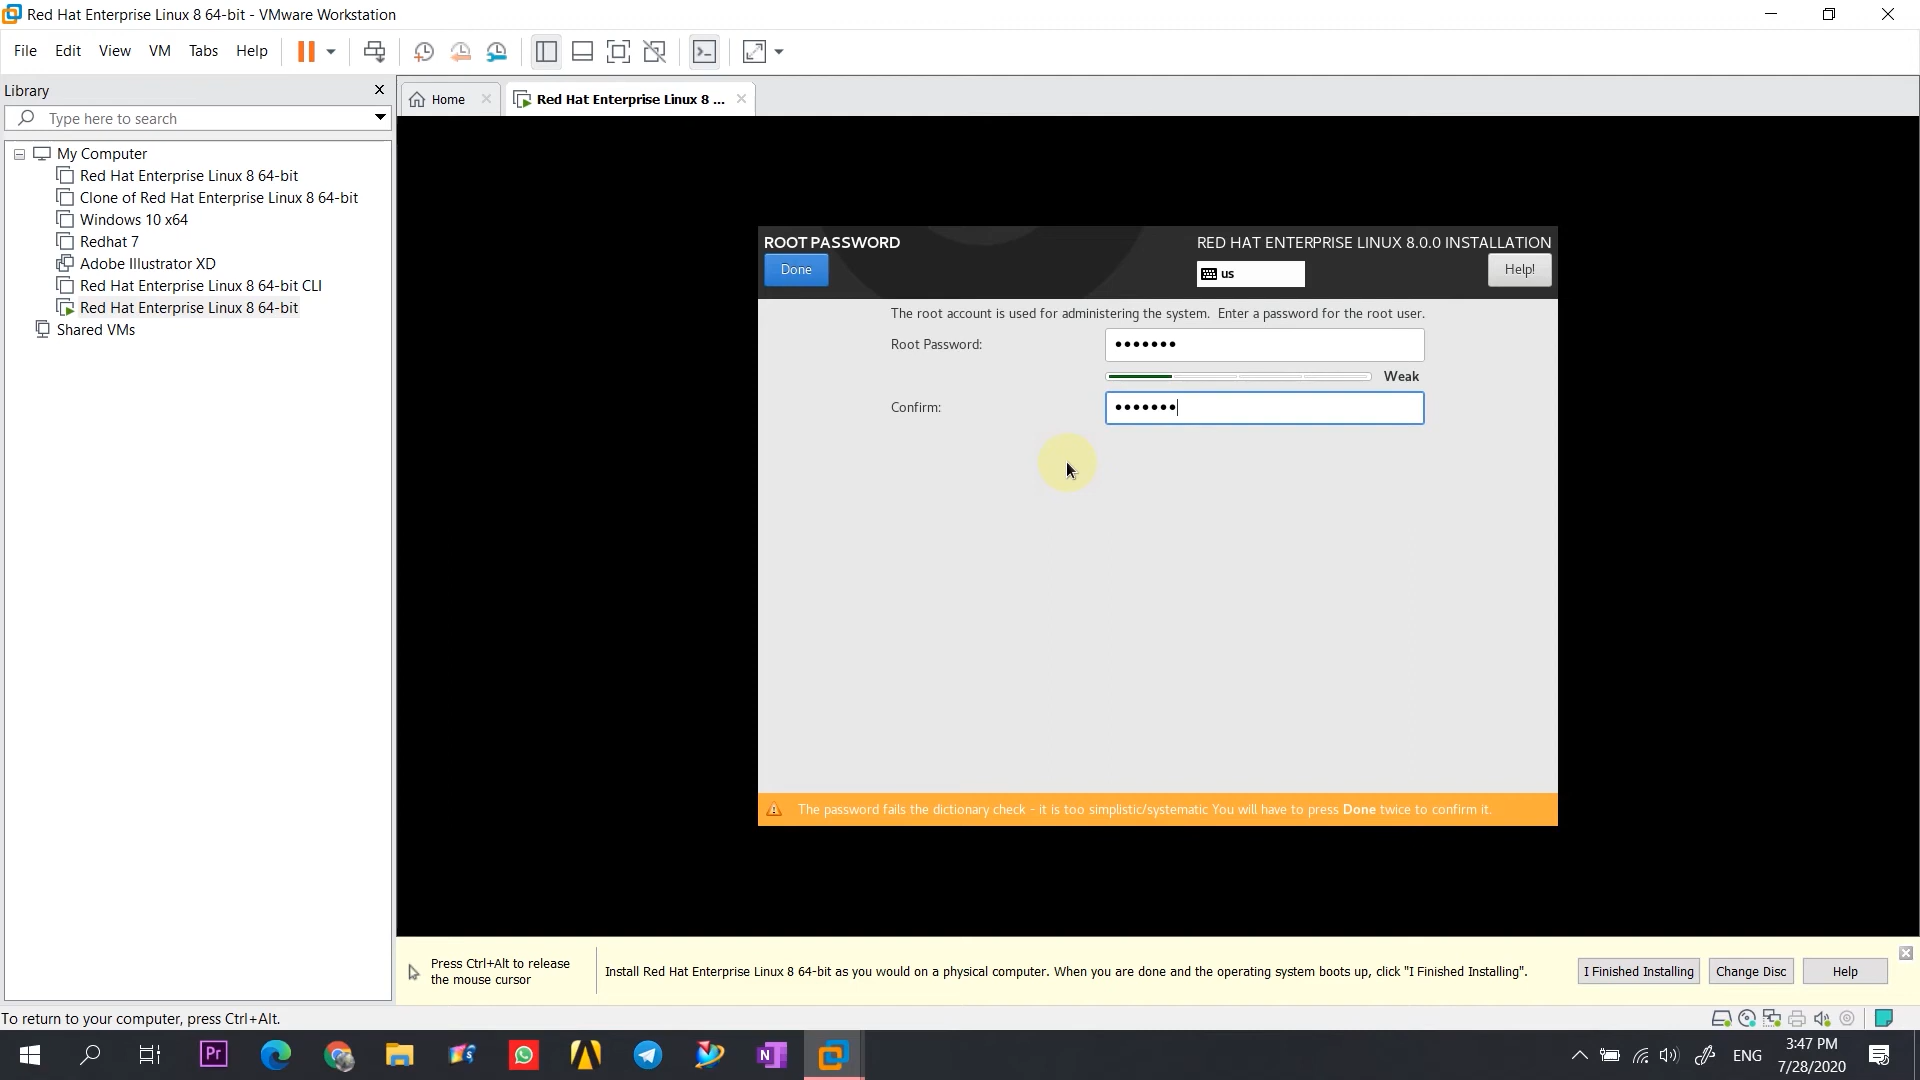 Red Hat Enterprise Linux 8 64-bit - VMware Workstation
File Edit View VM Tabs Help
Library
Home
Red Hat Enterprise Linux 8 ...
Type here to search
My Computer
Red Hat Enterprise Linux 8 64-bit
Clone of Red Hat Enterprise Linux 8 64-bit
Windows 10 x64
Redhat 7
Adobe Illustrator XD
Red Hat Enterprise Linux 8 64-bit CLI
Red Hat Enterprise Linux 8 64-bit
Shared VMs
ROOT PASSWORD
RED HAT ENTERPRISE LINUX 8.0.0 INSTALLATION
Done
us
Help!
The root account is used for administering the system. Enter a password for the root user.
Root Password:
Weak
Confirm:
The password fails the dictionary check - it is too simplistic/systematic You will have to press Done twice to confirm it.
Press Ctrl+Alt to release
the mouse cursor
Install Red Hat Enterprise Linux 8 64-bit as you would on a physical computer. When you are done and the operating system boots up, click "I Finished Installing".
I Finished Installing
Change Disc
Help
To return to your computer, press Ctrl+Alt.
Pr
N
ENG
3:47 PM
7/28/2020